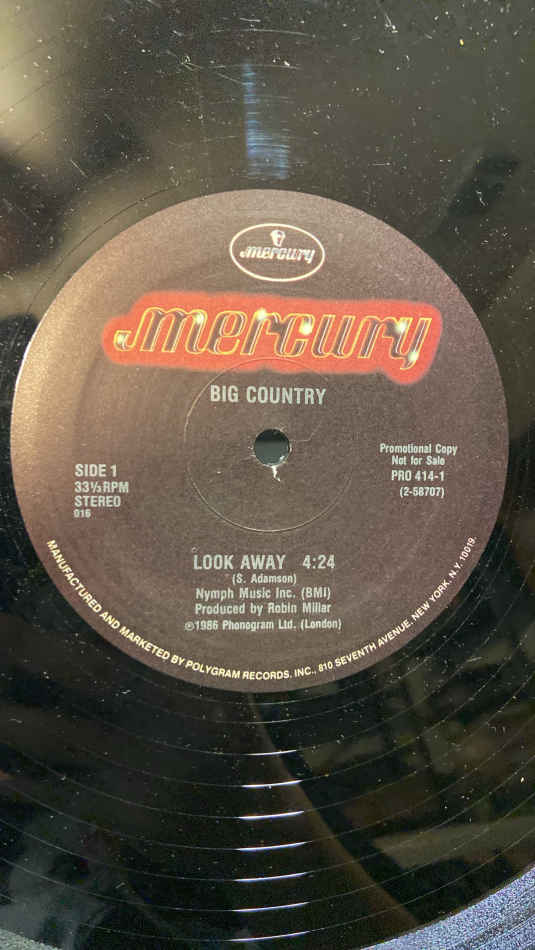 mercury
mercury
BIG COUNTRY
SIDE 1
33⅓ RPM
STEREO
016
Promotional Copy
Not for Sale
PRO 414-1
(2-58707)
LOOK AWAY 4:24
(S. Adamson)
Nymph Music Inc. (BMI)
Produced by Robin Millar
℗1986 Phonogram Ltd. (London)
MANUFACTURED AND MARKETED BY POLYGRAM RECORDS, INC., 810 SEVENTH AVENUE, NEW YORK, N.Y. 10019.